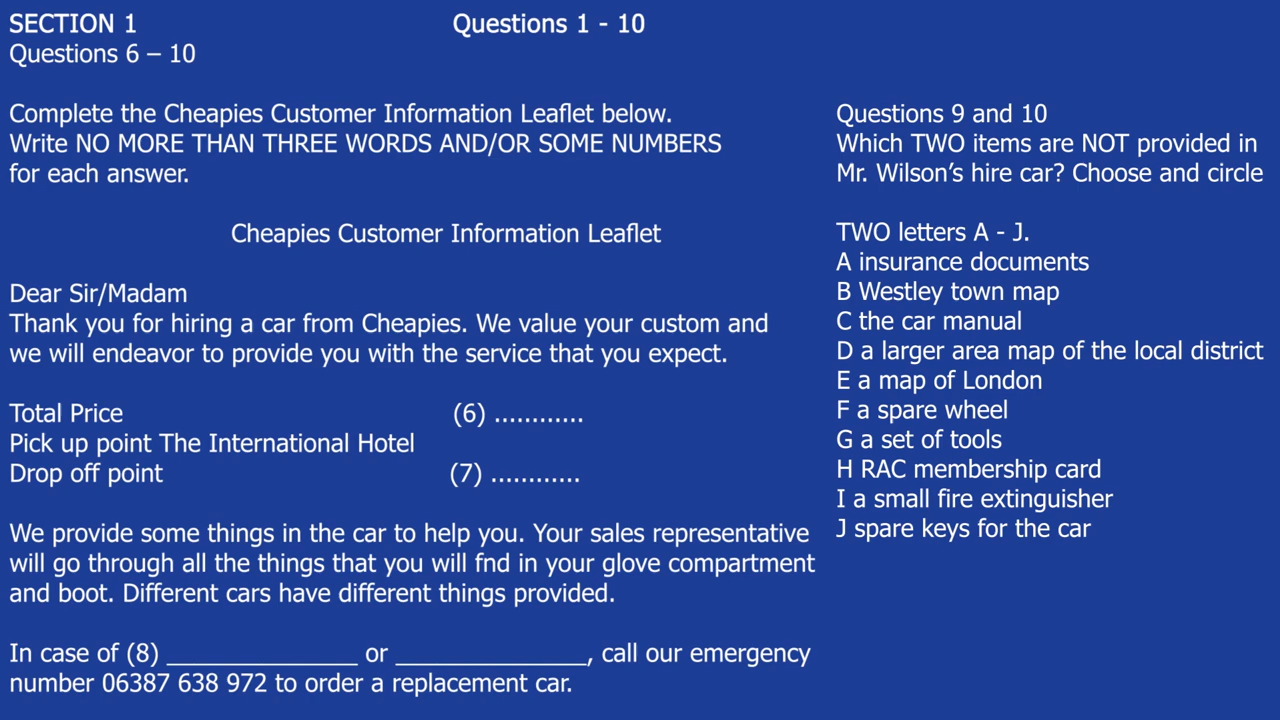 SECTION 1
Questions 1 - 10
Questions 6 – 10
Complete the Cheapies Customer Information Leaflet below.
Write NO MORE THAN THREE WORDS AND/OR SOME NUMBERS
for each answer.
Cheapies Customer Information Leaflet
Dear Sir/Madam
Thank you for hiring a car from Cheapies. We value your custom and
we will endeavor to provide you with the service that you expect.
Total Price (6) ............
Pick up point The International Hotel
Drop off point (7) ............
We provide some things in the car to help you. Your sales representative
will go through all the things that you will fnd in your glove compartment
and boot. Different cars have different things provided.
In case of (8) ______________ or ______________, call our emergency
number 06387 638 972 to order a replacement car.
Questions 9 and 10
Which TWO items are NOT provided in
Mr. Wilson’s hire car? Choose and circle
TWO letters A - J.
A insurance documents
B Westley town map
C the car manual
D a larger area map of the local district
E a map of London
F a spare wheel
G a set of tools
H RAC membership card
I a small fire extinguisher
J spare keys for the car